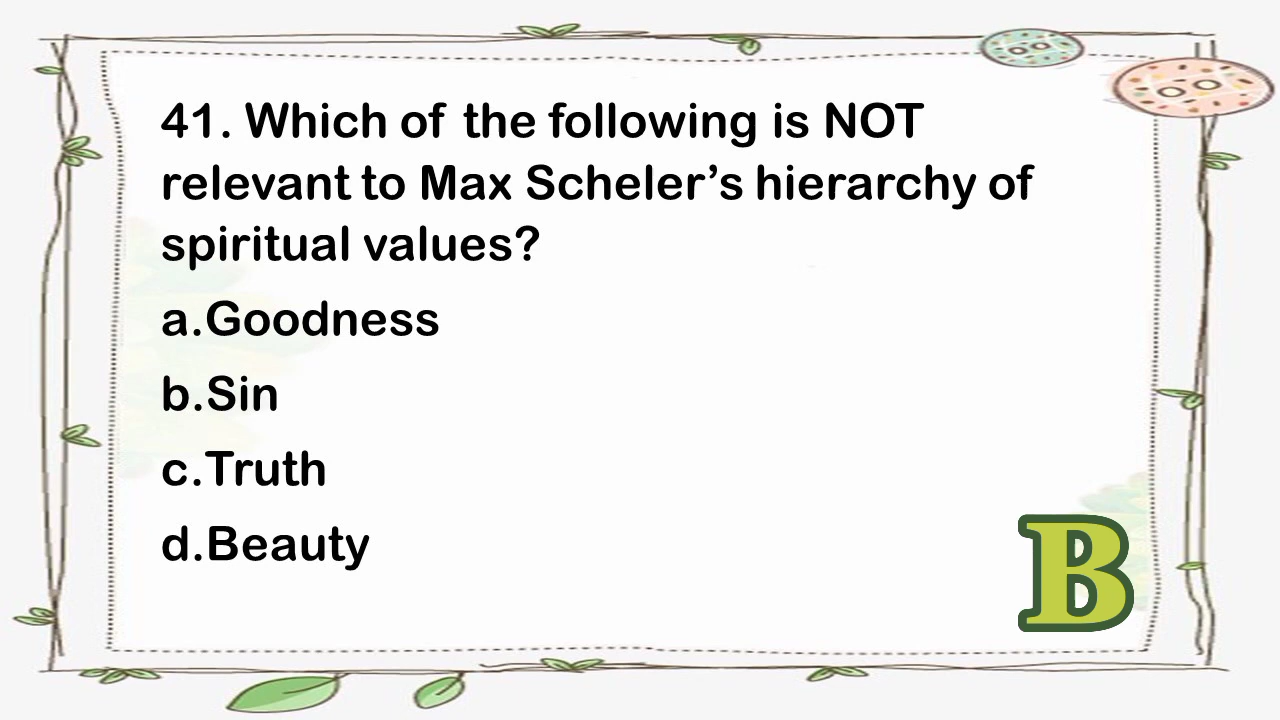 41. Which of the following is NOT
relevant to Max Scheler’s hierarchy of
spiritual values?
a.Goodness
b.Sin
c.Truth
d.Beauty
B